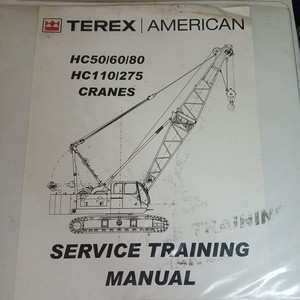 TEREX | AMERICAN
HC50/60/80
HC110/275
CRANES
TRAINING
SERVICE TRAINING
MANUAL